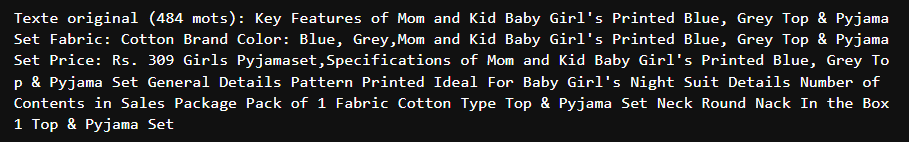 Texte original (484 mots): Key Features of Mom and Kid Baby Girl's Printed Blue, Grey Top & Pyjama
Set Fabric: Cotton Brand Color: Blue, Grey,Mom and Kid Baby Girl's Printed Blue, Grey Top & Pyjama
Set Price: Rs. 309 Girls Pyjamaset,Specifications of Mom and Kid Baby Girl's Printed Blue, Grey To
p & Pyjama Set General Details Pattern Printed Ideal For Baby Girl's Night Suit Details Number of
Contents in Sales Package Pack of 1 Fabric Cotton Type Top & Pyjama Set Neck Round Nack In the Box
1 Top & Pyjama Set